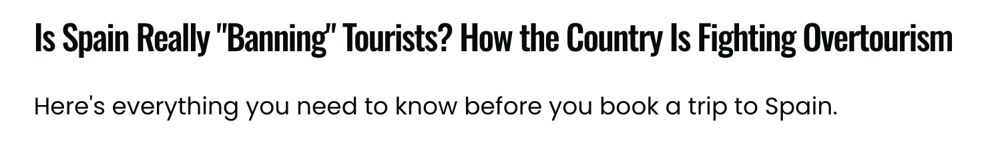 Is Spain Really "Banning" Tourists? How the Country Is Fighting Overtourism
Here's everything you need to know before you book a trip to Spain.